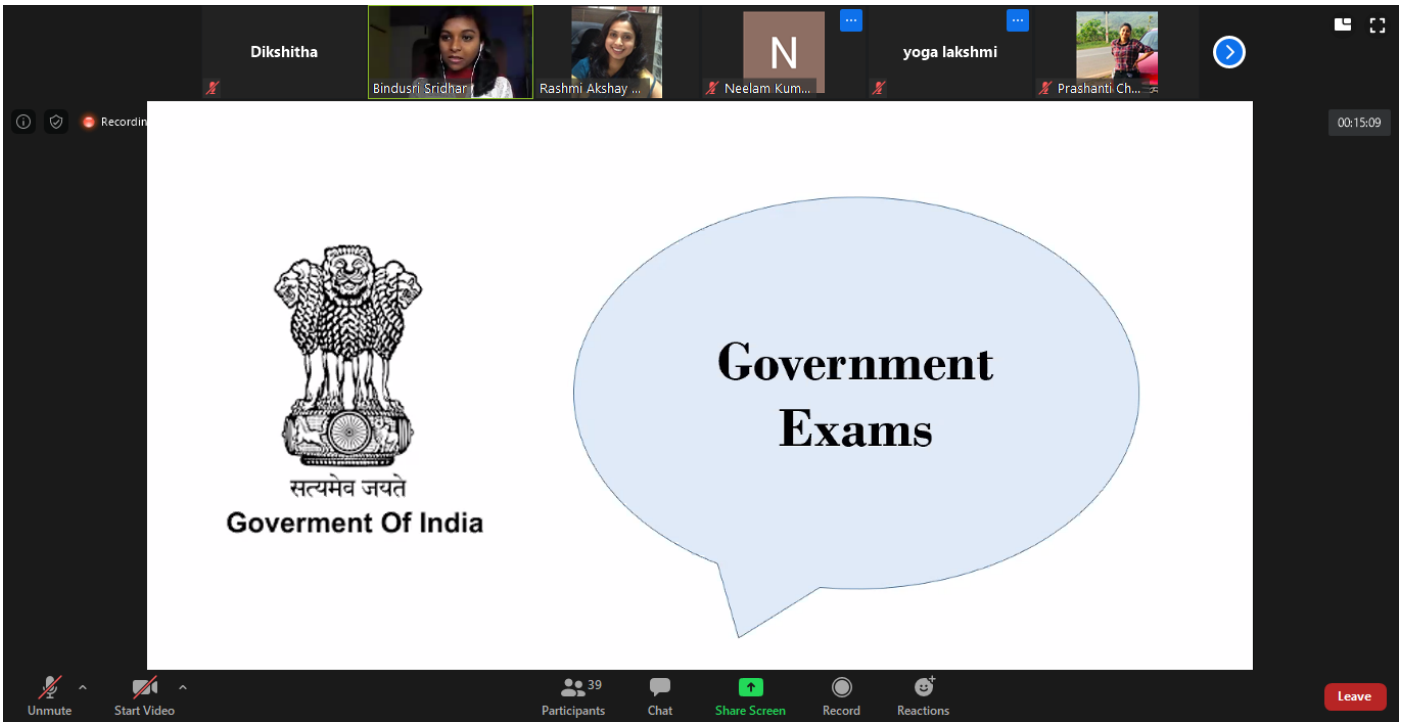 Dikshitha
Bindusri Sridhar
Rashmi Akshay ...
N
Neelam Kum...
yoga lakshmi
Prashanti Ch...
Recordin
00:15:09
सत्यमेव जयते
Goverment Of India
Government
Exams
Unmute
Start Video
39
Participants
Chat
Share Screen
Record
Reactions
Leave